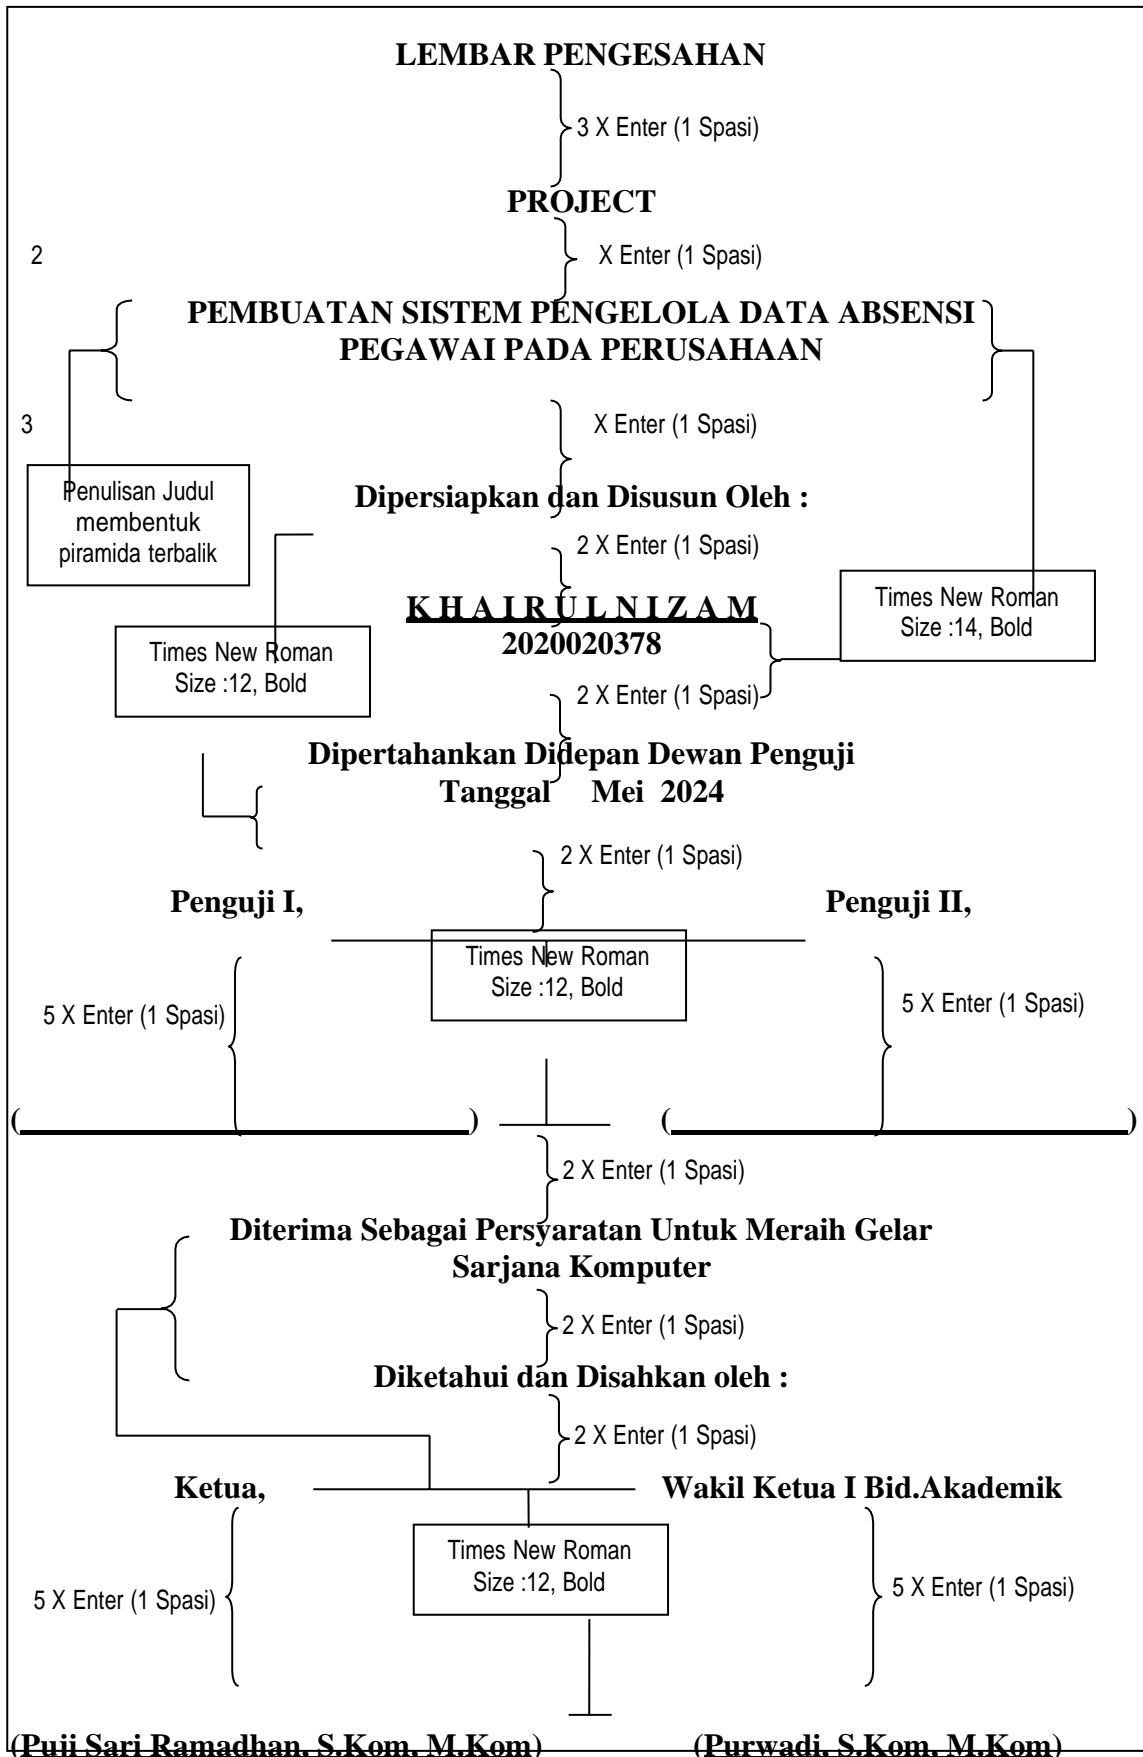 LEMBAR PENGESAHAN
3 X Enter (1 Spasi)
PROJECT
2 X Enter (1 Spasi)
PEMBUATAN SISTEM PENGELOLA DATA ABSENSI
PEGAWAI PADA PERUSAHAAN
3 X Enter (1 Spasi)
Penulisan Judul
membentuk
piramida terbalik
Dipersiapkan dan Disusun Oleh :
2 X Enter (1 Spasi)
K H A I R U L N I Z A M
2020020378
Times New Roman
Size :14, Bold
Times New Roman
Size :12, Bold
2 X Enter (1 Spasi)
Dipertahankan Didepan Dewan Penguji
Tanggal Mei 2024
2 X Enter (1 Spasi)
Penguji I, Penguji II,
Times New Roman
Size :12, Bold
5 X Enter (1 Spasi) 5 X Enter (1 Spasi)
(                    ) (                    )
2 X Enter (1 Spasi)
Diterima Sebagai Persyaratan Untuk Meraih Gelar
Sarjana Komputer
2 X Enter (1 Spasi)
Diketahui dan Disahkan oleh :
2 X Enter (1 Spasi)
Ketua, Wakil Ketua I Bid.Akademik
Times New Roman
Size :12, Bold
5 X Enter (1 Spasi) 5 X Enter (1 Spasi)
(Puji Sari Ramadhan, S.Kom, M.Kom) (Purwadi, S.Kom, M.Kom)